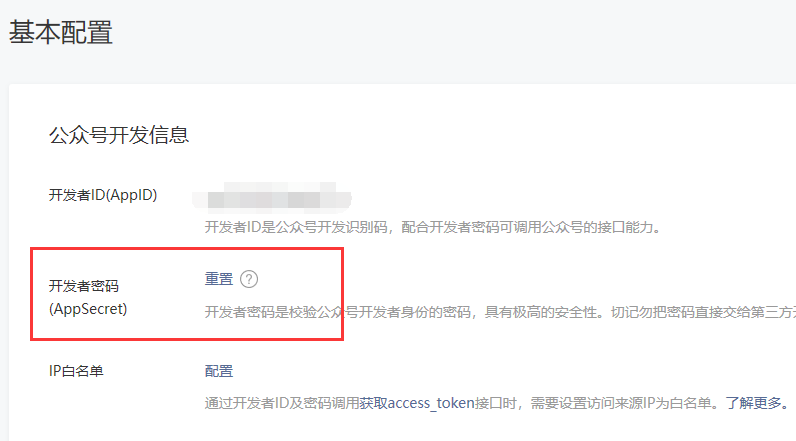 基本配置
公众号开发信息
开发者ID(AppID)
开发者ID是公众号开发识码，配合开发者密码可调用公众号的接口能力。
开发者密码
(AppSecret)
重置 ?
开发者密码是校验公众号开发者身份的密码，具有极高的安全性。切记勿把密码直接交给第三方
IP白名单
配置
通过开发者ID及密码调用获取access_token接口时，需要设置访问来源IP为白名单。了解更多。